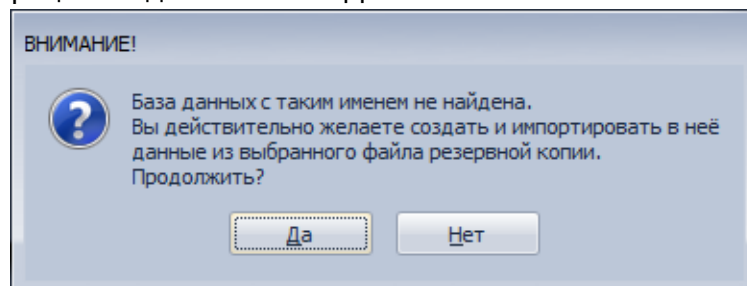 ВНИМАНИЕ!
База данных с таким именем не найдена.
Вы действительно желаете создать и импортировать в неё
данные из выбранного файла резервной копии.
Продолжить?
Да
Нет